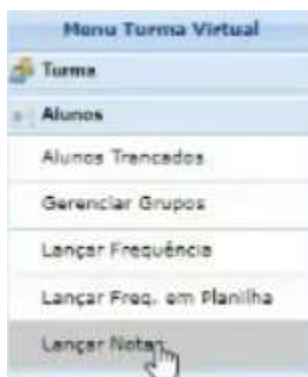 Menu Turma Virtual
Turma
Alunos
Alunos Trancados
Gerenciar Grupos
Lançar Frequência
Lançar Freq. em Planilha
Lançar Notas